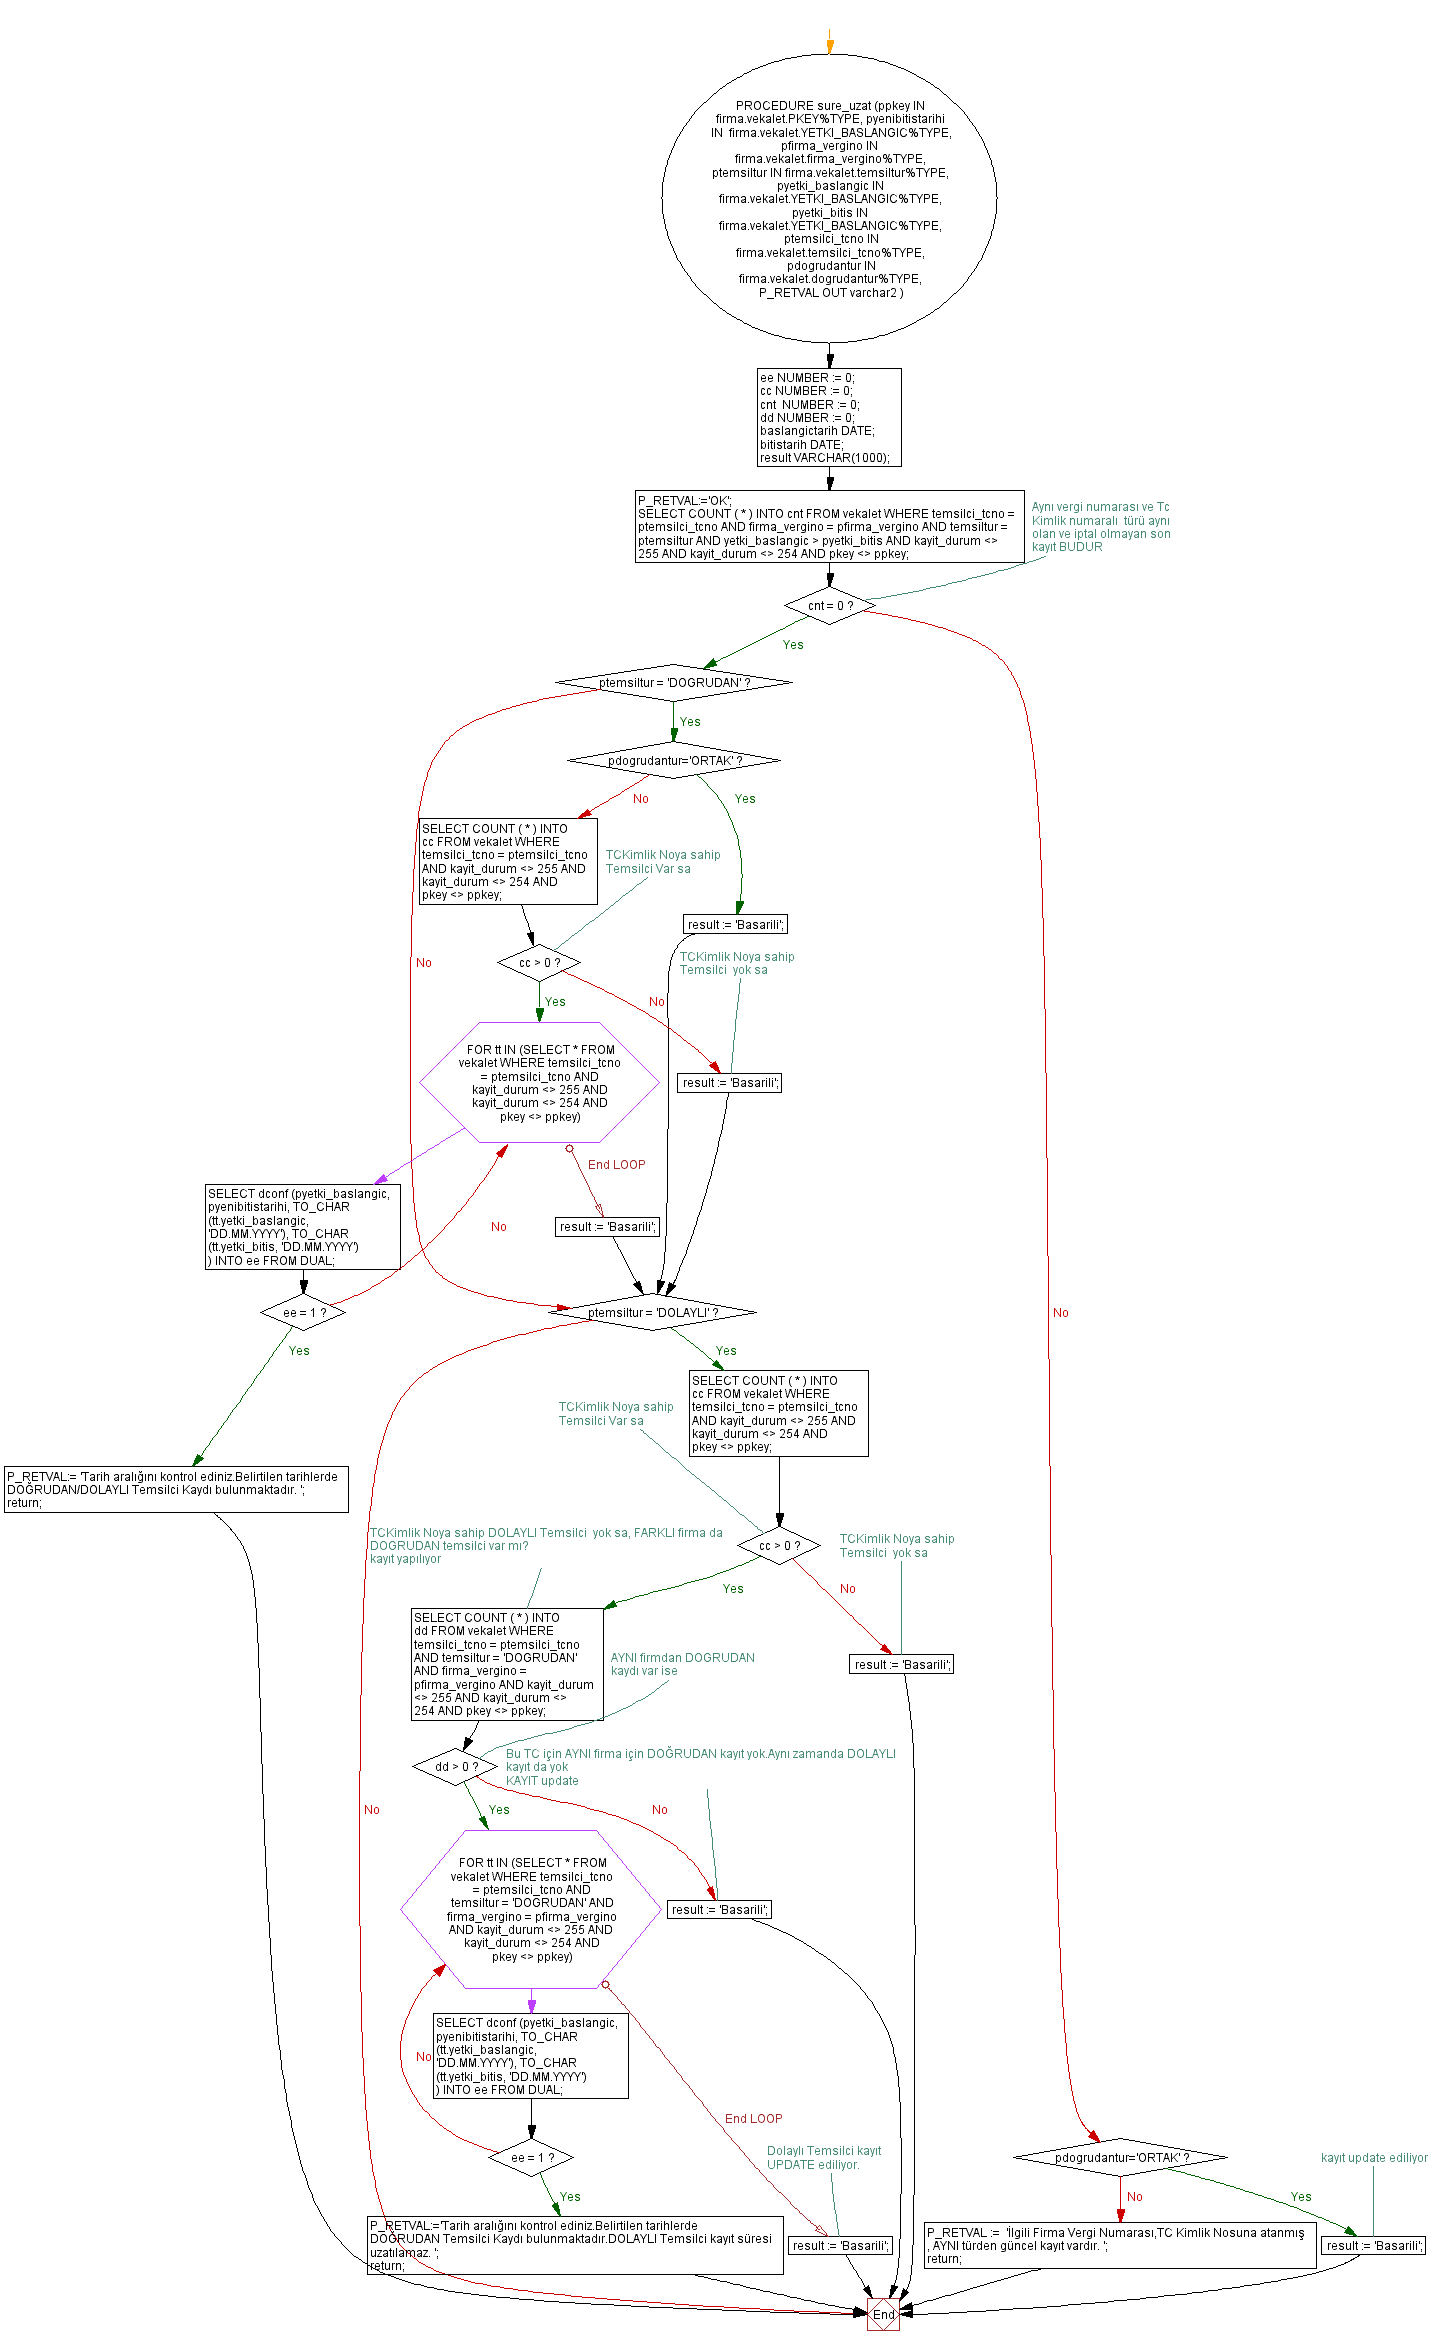 PROCEDURE sure_uzat (ppkey IN
firma.vekalet.PKEY%TYPE, pyenibitistarihi
IN  firma.vekalet.YETKI_BASLANGIC%TYPE,
pfirma_vergino IN
firma.vekalet.firma_vergino%TYPE,
ptemsiltur IN firma.vekalet.temsiltur%TYPE,
pyetki_baslangic IN
firma.vekalet.YETKI_BASLANGIC%TYPE,
pyetki_bitis IN
firma.vekalet.YETKI_BASLANGIC%TYPE,
ptemsilci_tcno IN
firma.vekalet.temsilci_tcno%TYPE,
pdogrudantur IN
firma.vekalet.dogrudantur%TYPE,
P_RETVAL OUT varchar2 )
ee NUMBER := 0;
cc NUMBER := 0;
cnt  NUMBER := 0;
dd NUMBER := 0;
baslangictarih DATE;
bitistarih DATE;
result VARCHAR(1000);
P_RETVAL:='OK';
SELECT COUNT ( * ) INTO cnt FROM vekalet WHERE temsilci_tcno =
ptemsilci_tcno AND firma_vergino = pfirma_vergino AND temsiltur =
ptemsiltur AND yetki_baslangic > pyetki_bitis AND kayit_durum <>
255 AND kayit_durum <> 254 AND pkey <> ppkey;
Aynı vergi numarası ve Tc
Kimlik numaralı  türü aynı
olan ve iptal olmayan son
kayıt BUDUR
cnt = 0 ?
Yes
ptemsiltur = 'DOGRUDAN' ?
Yes
pdogrudantur='ORTAK' ?
No
Yes
SELECT COUNT ( * ) INTO
cc FROM vekalet WHERE
temsilci_tcno = ptemsilci_tcno
AND kayit_durum <> 255 AND
kayit_durum <> 254 AND
pkey <> ppkey;
TCKimlik Noya sahip
Temsilci Var sa
result := 'Basarili';
No
cc > 0 ?
TCKimlik Noya sahip
Temsilci  yok sa
Yes
No
FOR tt IN (SELECT * FROM
vekalet WHERE temsilci_tcno
= ptemsilci_tcno AND
kayit_durum <> 255 AND
kayit_durum <> 254 AND
pkey <> ppkey)
result := 'Basarili';
End LOOP
SELECT dconf (pyetki_baslangic,
pyenibitistarihi, TO_CHAR
(tt.yetki_baslangic,
'DD.MM.YYYY'), TO_CHAR
(tt.yetki_bitis, 'DD.MM.YYYY')
) INTO ee FROM DUAL;
No
result := 'Basarili';
ee = 1 ?
ptemsiltur = 'DOLAYLI' ?
No
Yes
Yes
SELECT COUNT ( * ) INTO
cc FROM vekalet WHERE
temsilci_tcno = ptemsilci_tcno
AND kayit_durum <> 255 AND
kayit_durum <> 254 AND
pkey <> ppkey;
TCKimlik Noya sahip
Temsilci Var sa
P_RETVAL:= 'Tarih aralığını kontrol ediniz.Belirtilen tarihlerde
DOĞRUDAN/DOLAYLI Temsilci Kaydı bulunmaktadır. ';
return;
TCKimlik Noya sahip DOLAYLI Temsilci  yok sa, FARKLI firma da
DOGRUDAN temsilci var mı?
kayıt yapılıyor
cc > 0 ?
TCKimlik Noya sahip
Temsilci  yok sa
Yes
No
SELECT COUNT ( * ) INTO
dd FROM vekalet WHERE
temsilci_tcno = ptemsilci_tcno
AND temsiltur = 'DOGRUDAN'
AND firma_vergino =
pfirma_vergino AND kayit_durum
<> 255 AND kayit_durum <>
254 AND pkey <> ppkey;
AYNI firmdan DOGRUDAN
kaydı var ise
result := 'Basarili';
dd > 0 ?
Bu TC için AYNI firma için DOĞRUDAN kayıt yok.Aynı zamanda DOLAYLI
kayıt da yok
KAYIT update
No
Yes
No
FOR tt IN (SELECT * FROM
vekalet WHERE temsilci_tcno
= ptemsilci_tcno AND
temsiltur = 'DOGRUDAN' AND
firma_vergino = pfirma_vergino
AND kayit_durum <> 255 AND
kayit_durum <> 254 AND
pkey <> ppkey)
result := 'Basarili';
SELECT dconf (pyetki_baslangic,
pyenibitistarihi, TO_CHAR
(tt.yetki_baslangic,
'DD.MM.YYYY'), TO_CHAR
(tt.yetki_bitis, 'DD.MM.YYYY')
) INTO ee FROM DUAL;
No
End LOOP
ee = 1 ?
Dolaylı Temsilci kayıt
UPDATE ediliyor.
pdogrudantur='ORTAK' ?
kayıt update ediliyor
Yes
No
Yes
P_RETVAL:='Tarih aralığını kontrol ediniz.Belirtilen tarihlerde
DOĞRUDAN Temsilci Kaydı bulunmaktadır.DOLAYLI Temsilci kayıt süresi
uzatılamaz. ';
return;
result := 'Basarili';
P_RETVAL :=  'İlgili Firma Vergi Numarası,TC Kimlik Nosuna atanmış
, AYNI türden güncel kayıt vardır. ';
return;
result := 'Basarili';
End